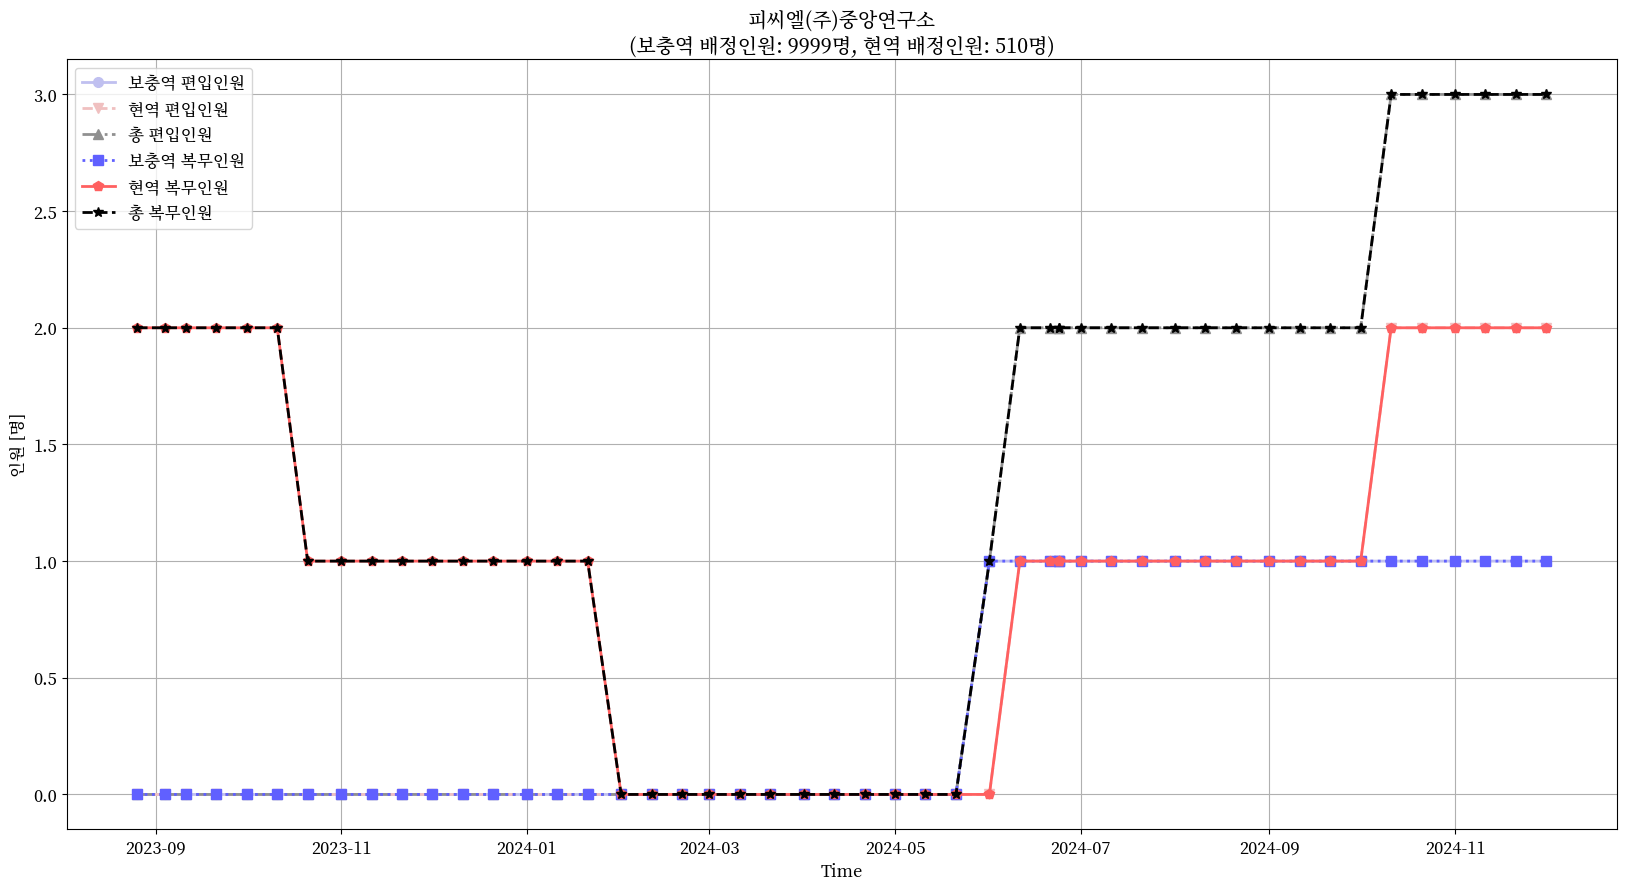 피씨엘(주)중앙연구소
(보충역 배정인원: 9999명, 현역 배정인원: 510명)
보충역 편입인원
현역 편입인원
총 편입인원
보충역 복무인원
현역 복무인원
총 복무인원
3.0
2.5
2.0
1.5
1.0
0.5
0.0
인원 [명]
2023-09
2023-11
2024-01
2024-03
2024-05
2024-07
2024-09
2024-11
Time